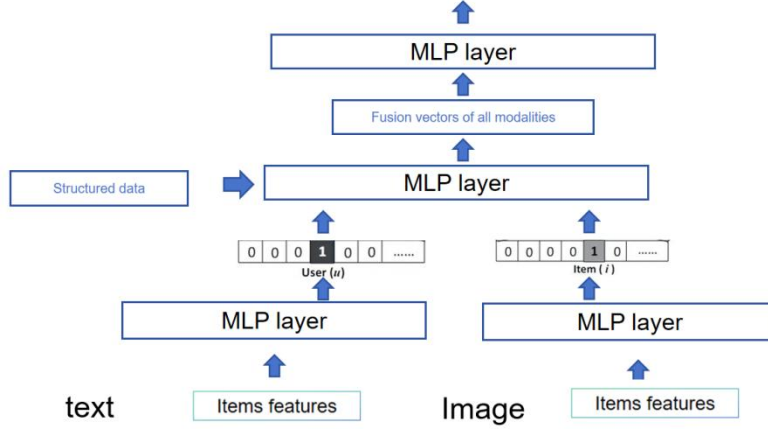 MLP layer
Fusion vectors of all modalities
Structured data
MLP layer
0 0 0 1 0 0 ......
User (u)
0 0 0 0 1 0 ......
Item ( i )
MLP layer
MLP layer
text
Items features
Image
Items features